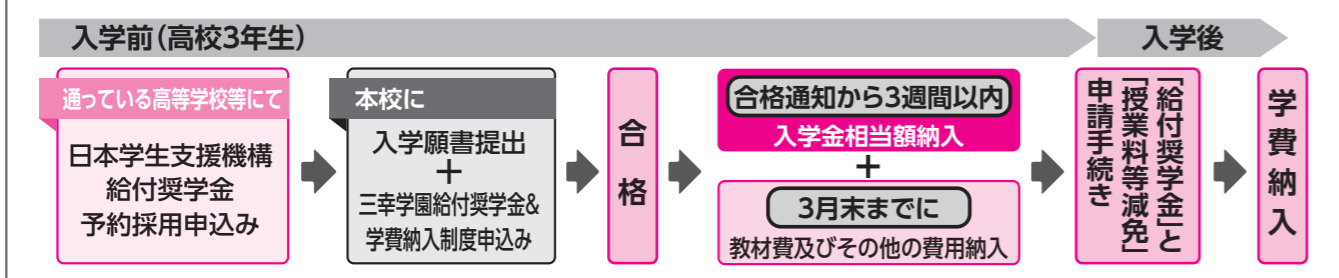 入学前(高校3年生)
入学後
通っている高等学校等にて
日本学生支援機構
給付奨学金
予約採用申込み
本校に
入学願書提出
+
三幸学園給付奨学金&
学費納入制度申込み
合格
合格通知から3週間以内
入学金相当額納入
+
3月末までに
教材費及びその他の費用納入
「給付奨学金」と
「授業料等減免」
申請手続き
学費納入